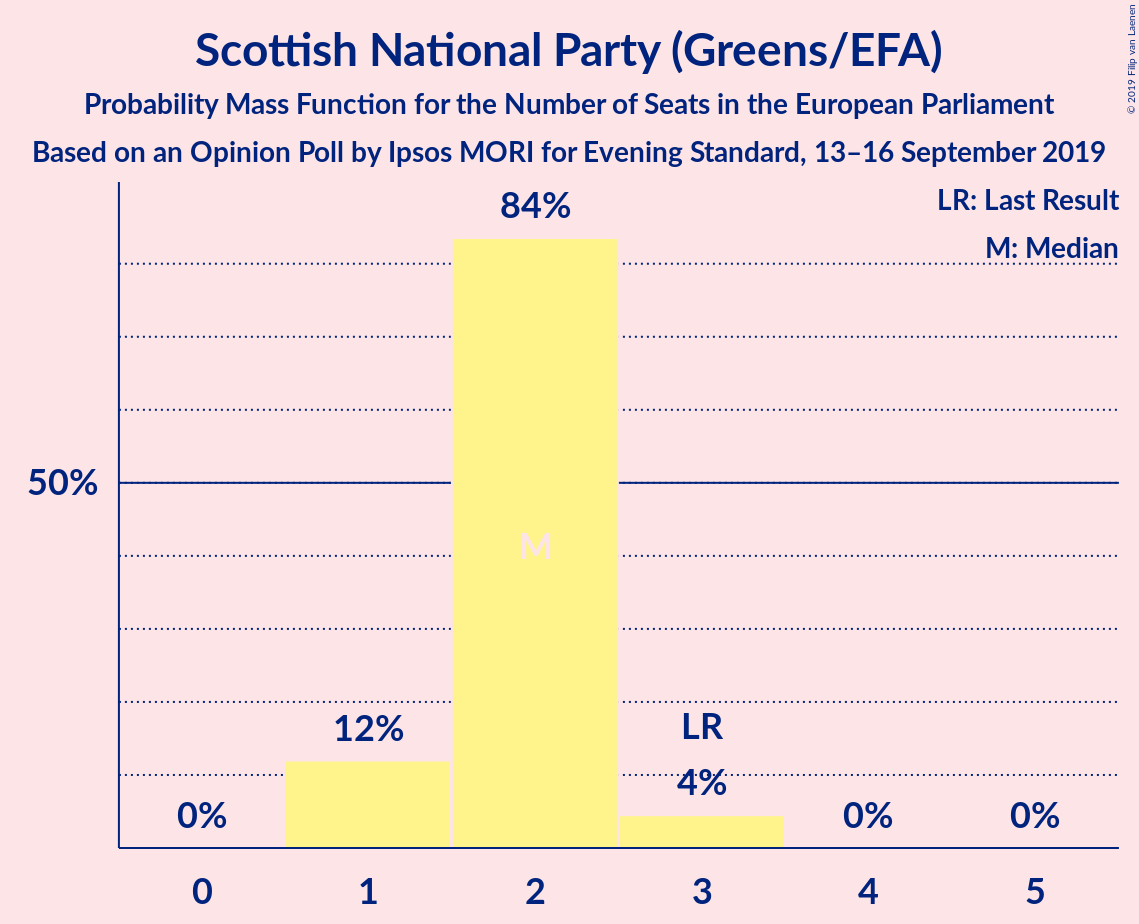 Scottish National Party (Greens/EFA)
Probability Mass Function for the Number of Seats in the European Parliament
Based on an Opinion Poll by Ipsos MORI for Evening Standard, 13–16 September 2019
© 2019 Filip van Laenen
LR: Last Result
M: Median
84%
50%
M
12%
LR
4%
0%
0%
0%
0 1 2 3 4 5